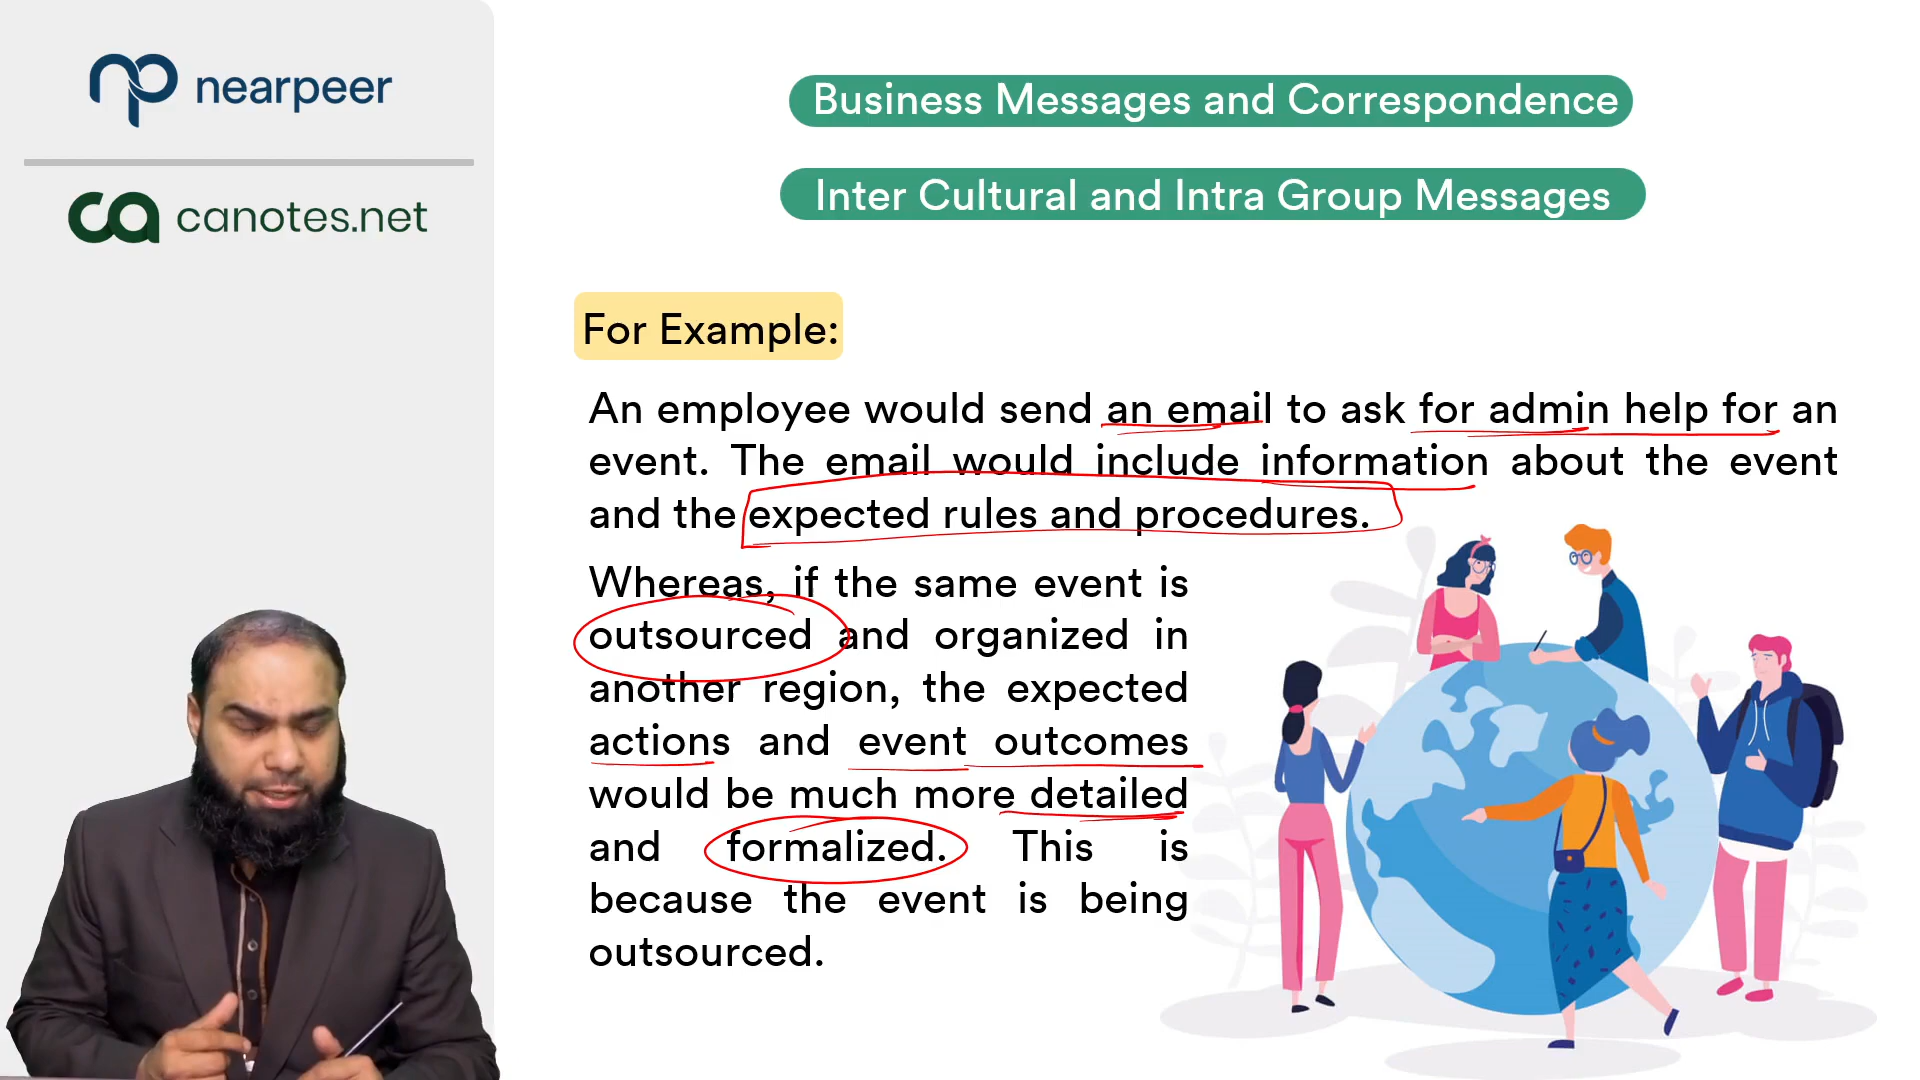 nearpeer
canotes.net
Business Messages and Correspondence
Inter Cultural and Intra Group Messages
For Example:
An employee would send an email to ask for admin help for an
event. The email would include information about the event
and the expected rules and procedures.
Whereas, if the same event is
outsourced and organized in
another region, the expected
actions and event outcomes
would be much more detailed
and formalized. This is
because the event is being
outsourced.